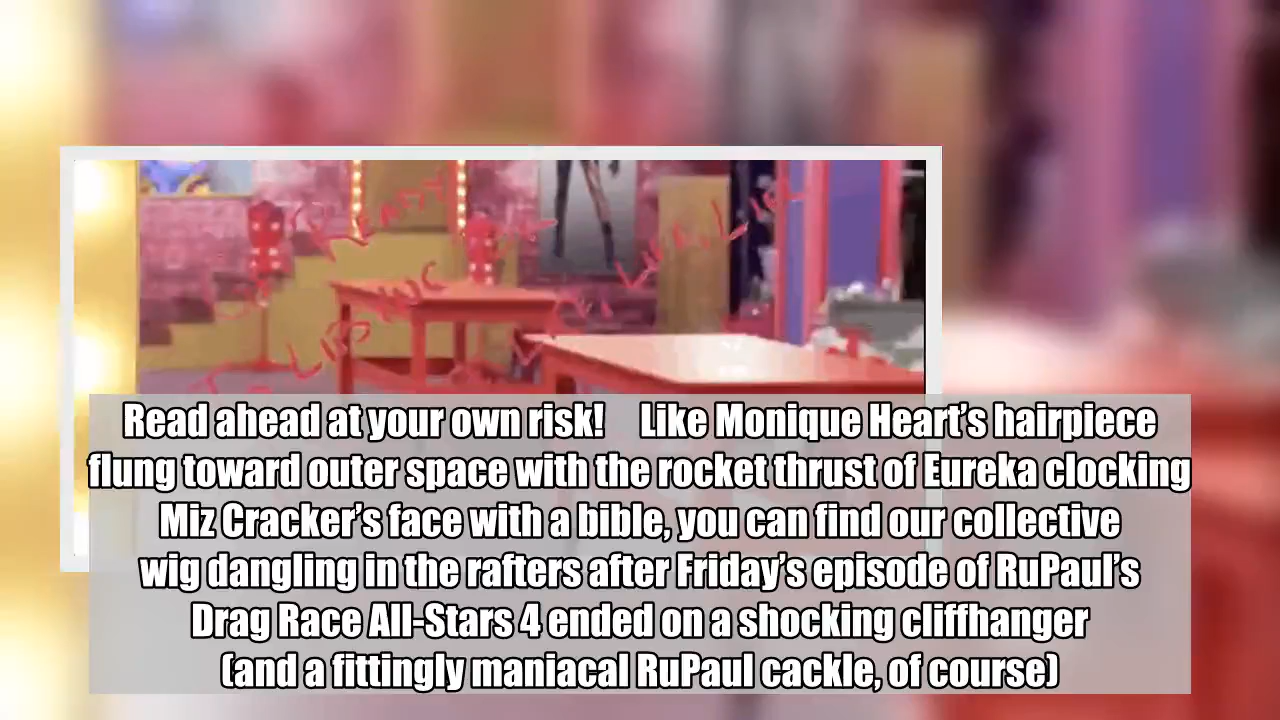 Read ahead at your own risk! Like Monique Heart's hairpiece
flung toward outer space with the rocket thrust of Eureka clocking
Miz Cracker's face with a bible, you can find our collective
wig dangling in the rafters after Friday's episode of RuPaul's
Drag Race All-Stars 4 ended on a shocking cliffhanger
(and a fittingly maniacal RuPaul cackle, of course)